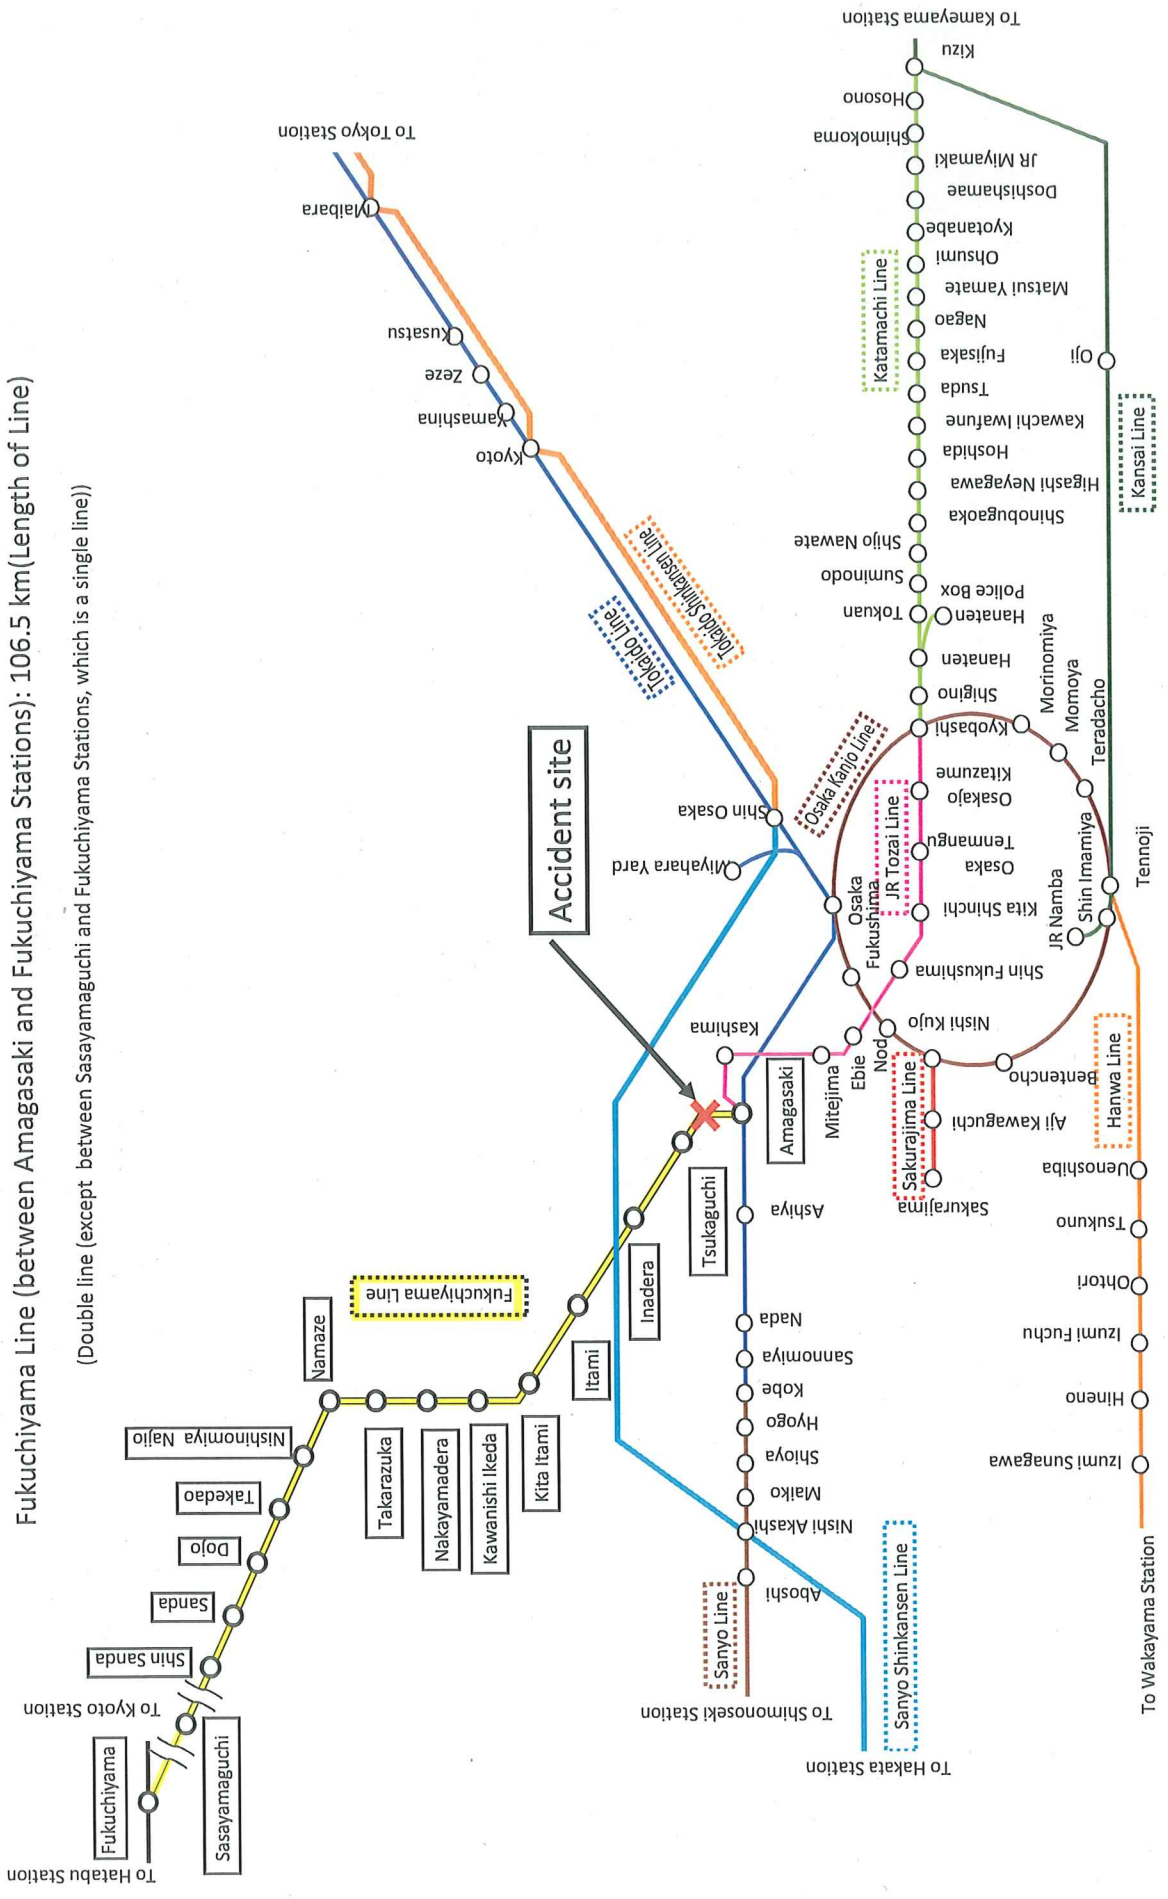 Fukuchiyama Line (between Amagasaki and Fukuchiyama Stations): 106.5 km(Length of Line)
(Double line (except between Sasayamaguchi and Fukuchiyama Stations, which is a single line))
To Hatabu Station
Fukuchiyama
To Kyoto Station
Sasayamaguchi
Shin Sanda
Sanda
Dojo
Takedao
Nishinomiya Najio
Namaze
Takarazuka
Nakayamadera
Kawanishi Ikeda
Kita Itami
Fukuchiyama Line
Itami
Inadera
Tsukaguchi
Amagasaki
Accident site
To Tokyo Station
Maibara
Kusatsu
Zeze
Yamashina
Kyoto
Tokaido Line
Tokaido Shinkansen Line
Shin Osaka
Miyahara Yard
Osaka
Fukushima
Osaka Kanjo Line
To Shimonoseki Station
Sanyo Line
Aboshi
Nishi Akashi
Maiko
Shioya
Hyogo
Kobe
Sannomiya
Nada
Ashiya
To Hakata Station
Sanyo Shinkansen Line
Kashima
Mitejima
Ebie
Nod
Shin Fukushima
Kita Shinchi
JR Tozai Line
Osaka
Tenmangu
Osakajo
Kitazume
Kyobashi
Nishi Kujo
Bentencho
Sakurajima Line
Aji Kawaguchi
Sakurajima
Shigino
Hanaten
Hanaten
Police Box
Tokuan
Suminodo
Shijo Nawate
Shinobugaoka
Higashi Neyagawa
Hoshida
Kawachi Iwafune
Tsuda
Fujisaka
Nagao
Matsui Yamate
Ohsumi
Kyotanabe
Doshishamae
JR Miyamaki
Shimokoma
Hosono
Kizu
To Kameyama Station
Katamachi Line
Morinomiya
Momoya
Teradacho
Tennoji
Shin Imamiya
JR Namba
Oji
Kansai Line
Hanwa Line
Uenoshiba
Tsukuno
Ohtori
Izumi Fuchu
Hineno
Izumi Sunagawa
To Wakayama Station